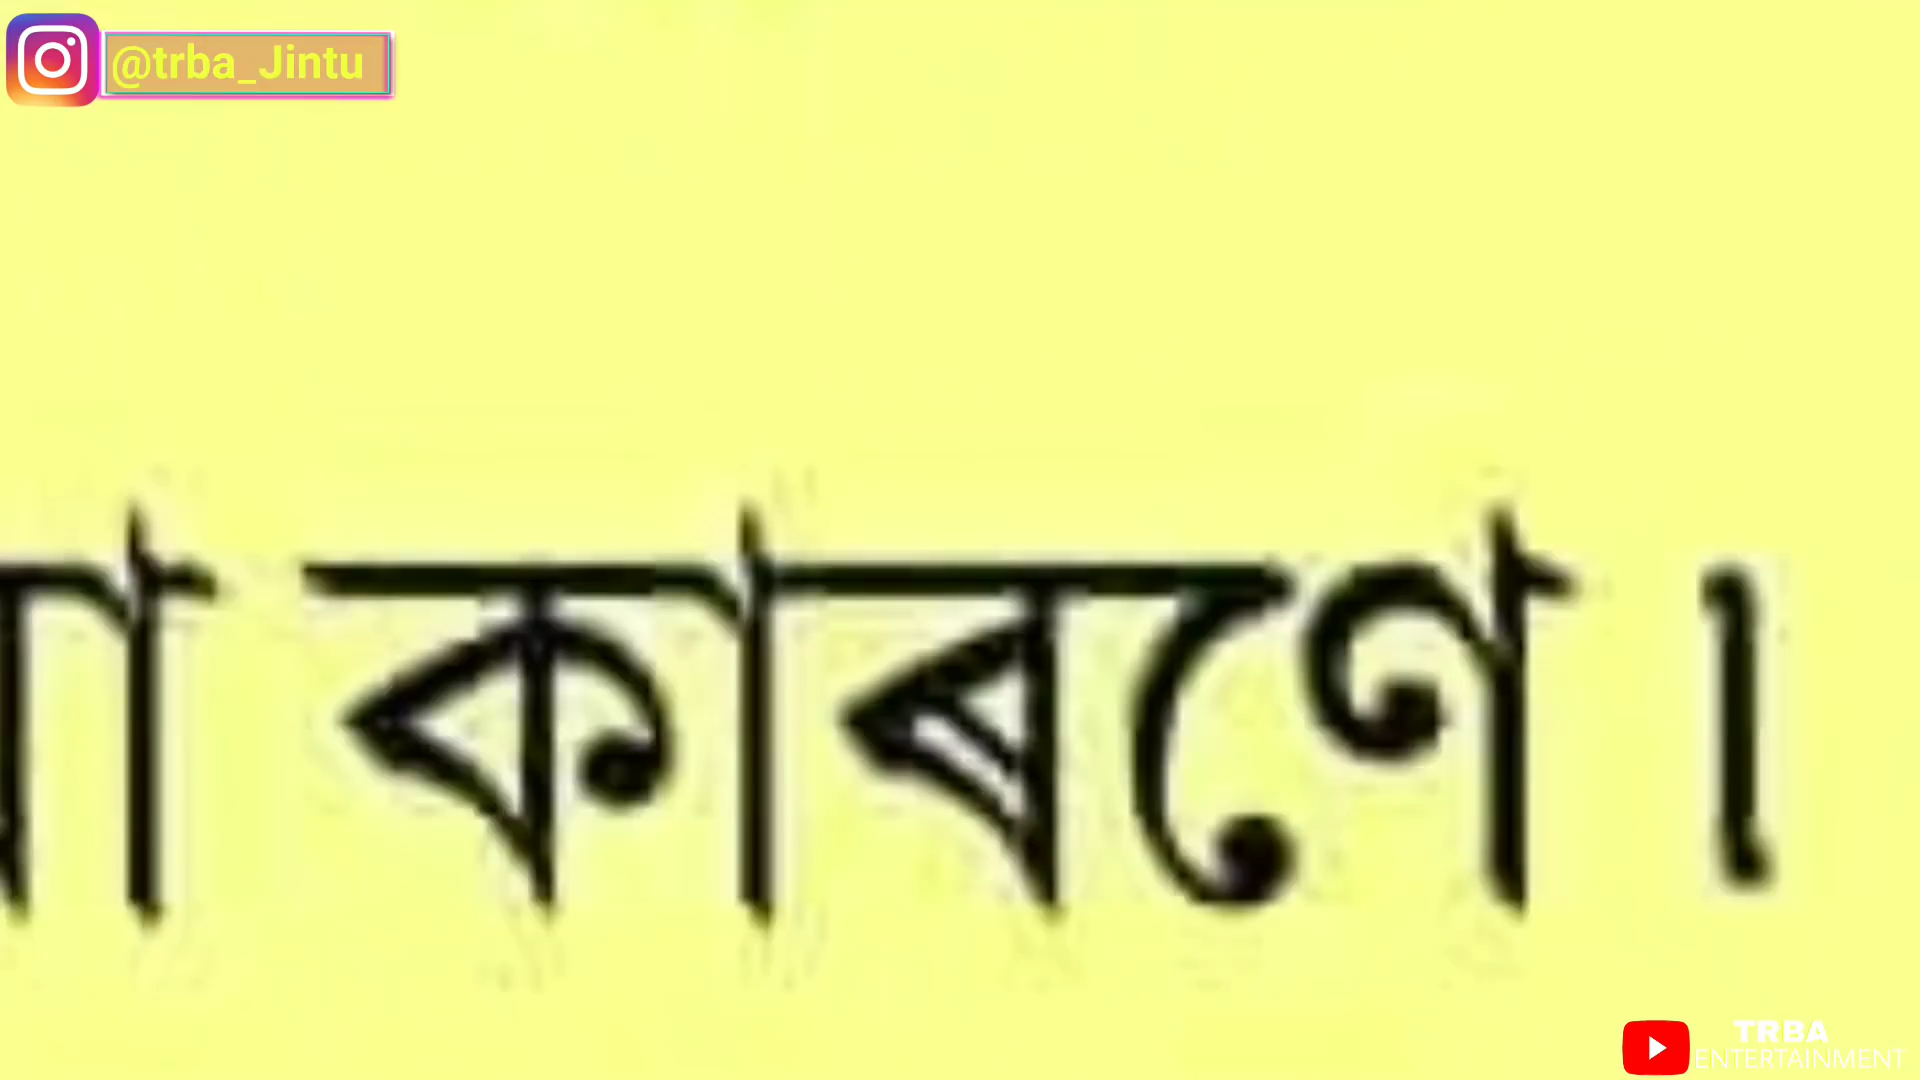 @trba_Jintu
কাৰণে ।
TRBA
ENTERTAINMENT